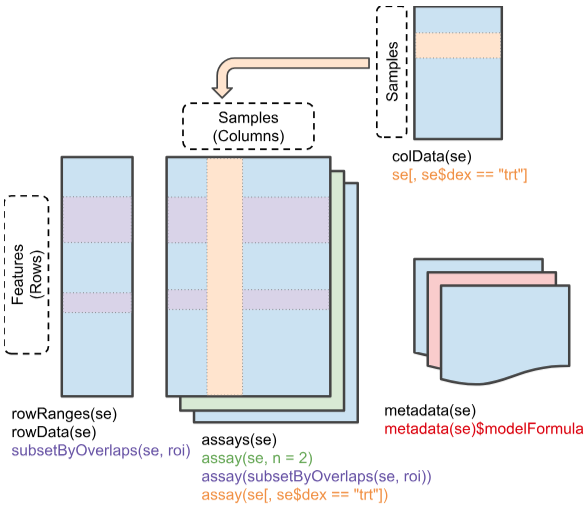 Samples
Samples
(Columns)
colData(se)
se[, se$dex == "trt"]
Features
(Rows)
rowRanges(se)
rowData(se)
subsetByOverlaps(se, roi)
assays(se)
assay(se, n = 2)
assay(subsetByOverlaps(se, roi))
assay(se[, se$dex == "trt"])
metadata(se)
metadata(se)$modelFormula